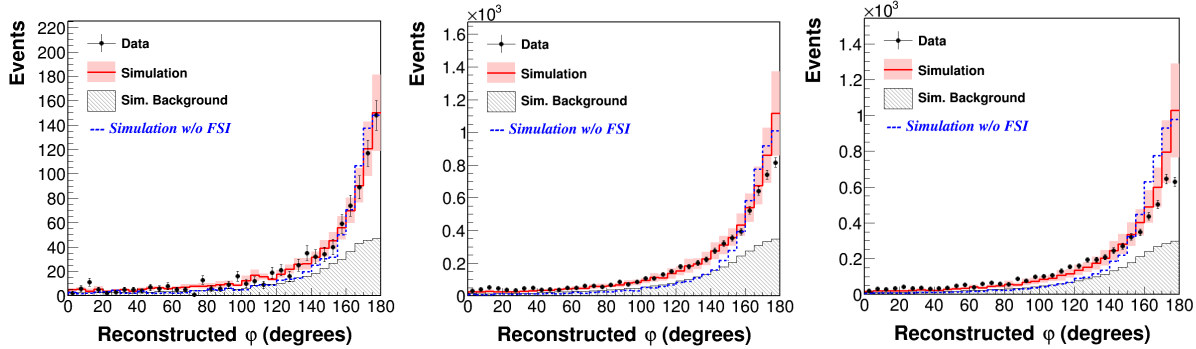 Events
220
200
180
160
140
120
100
80
60
40
20
0
Data
Simulation
Sim. Background
Simulation w/o FSI
0 20 40 60 80 100 120 140 160 180
Reconstructed φ (degrees)
×10³
Events
1.6
1.4
1.2
1
0.8
0.6
0.4
0.2
0
Data
Simulation
Sim. Background
Simulation w/o FSI
0 20 40 60 80 100 120 140 160 180
Reconstructed φ (degrees)
×10³
Events
1.4
1.2
1
0.8
0.6
0.4
0.2
0
Data
Simulation
Sim. Background
Simulation w/o FSI
0 20 40 60 80 100 120 140 160 180
Reconstructed φ (degrees)